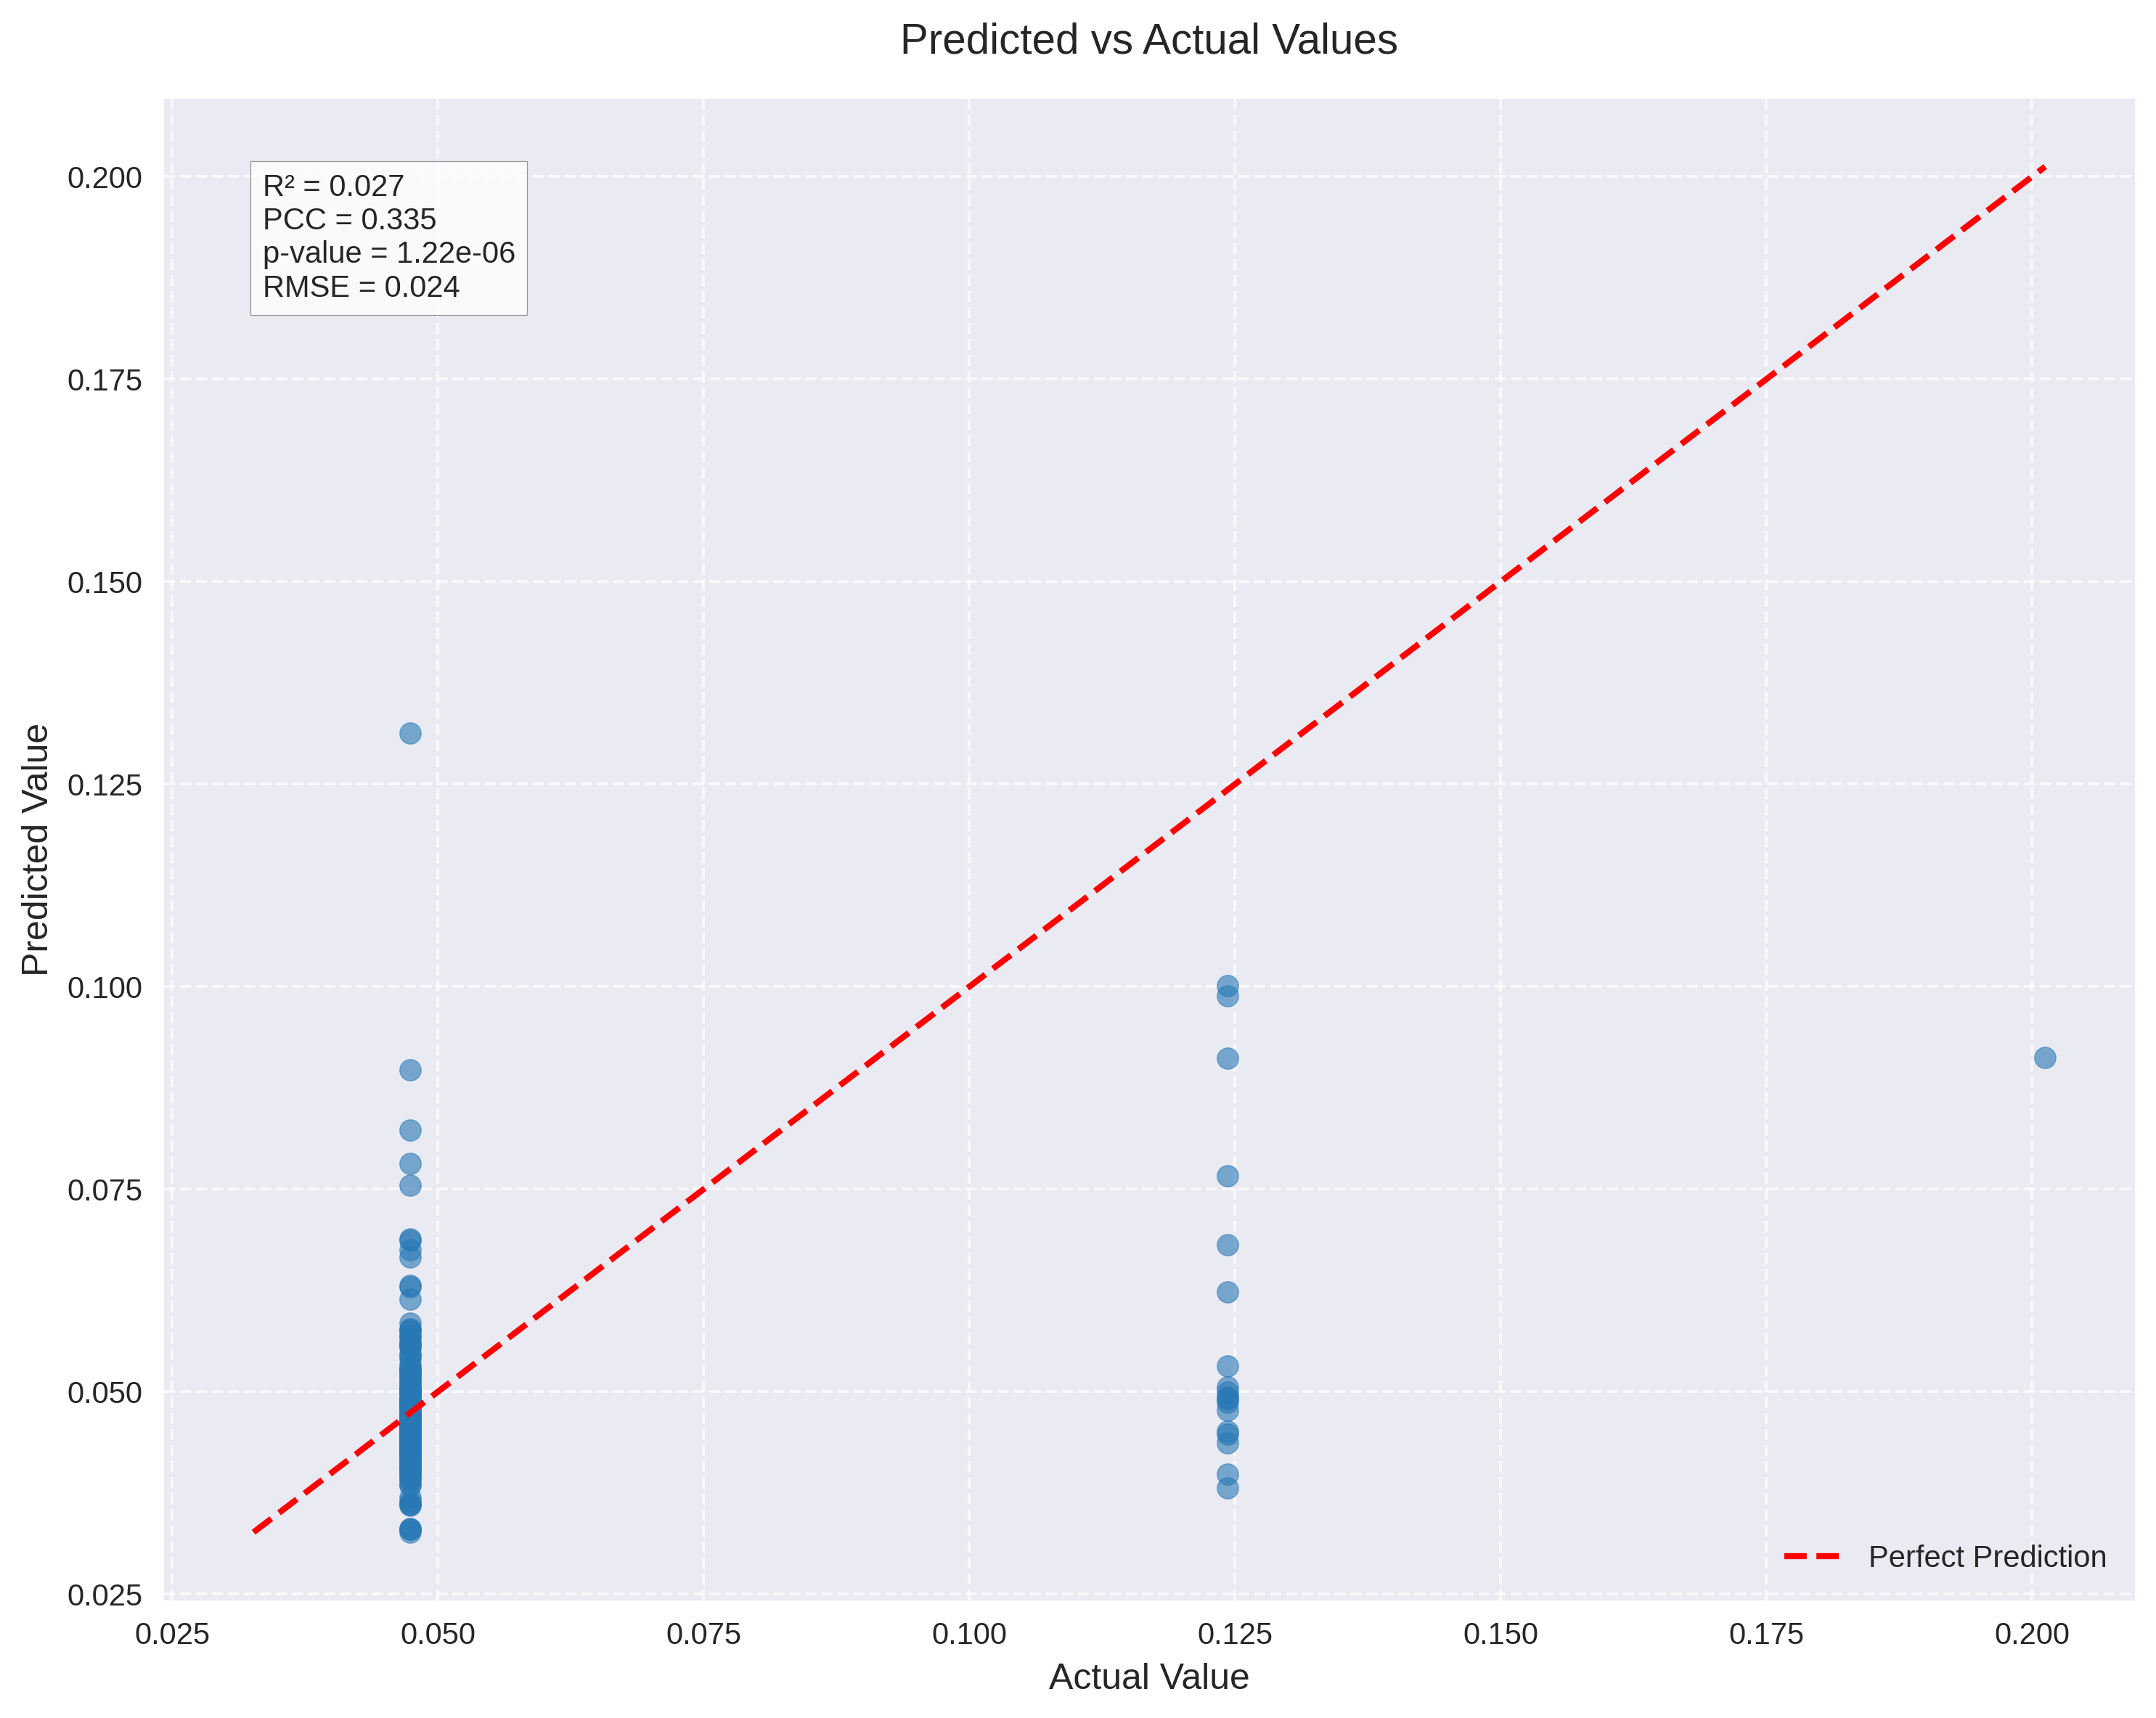 Predicted vs Actual Values
R² = 0.027
PCC = 0.335
p-value = 1.22e-06
RMSE = 0.024
0.200
0.175
0.150
0.125
0.100
0.075
0.050
0.025
Predicted Value
Perfect Prediction
0.025 0.050 0.075 0.100 0.125 0.150 0.175 0.200
Actual Value